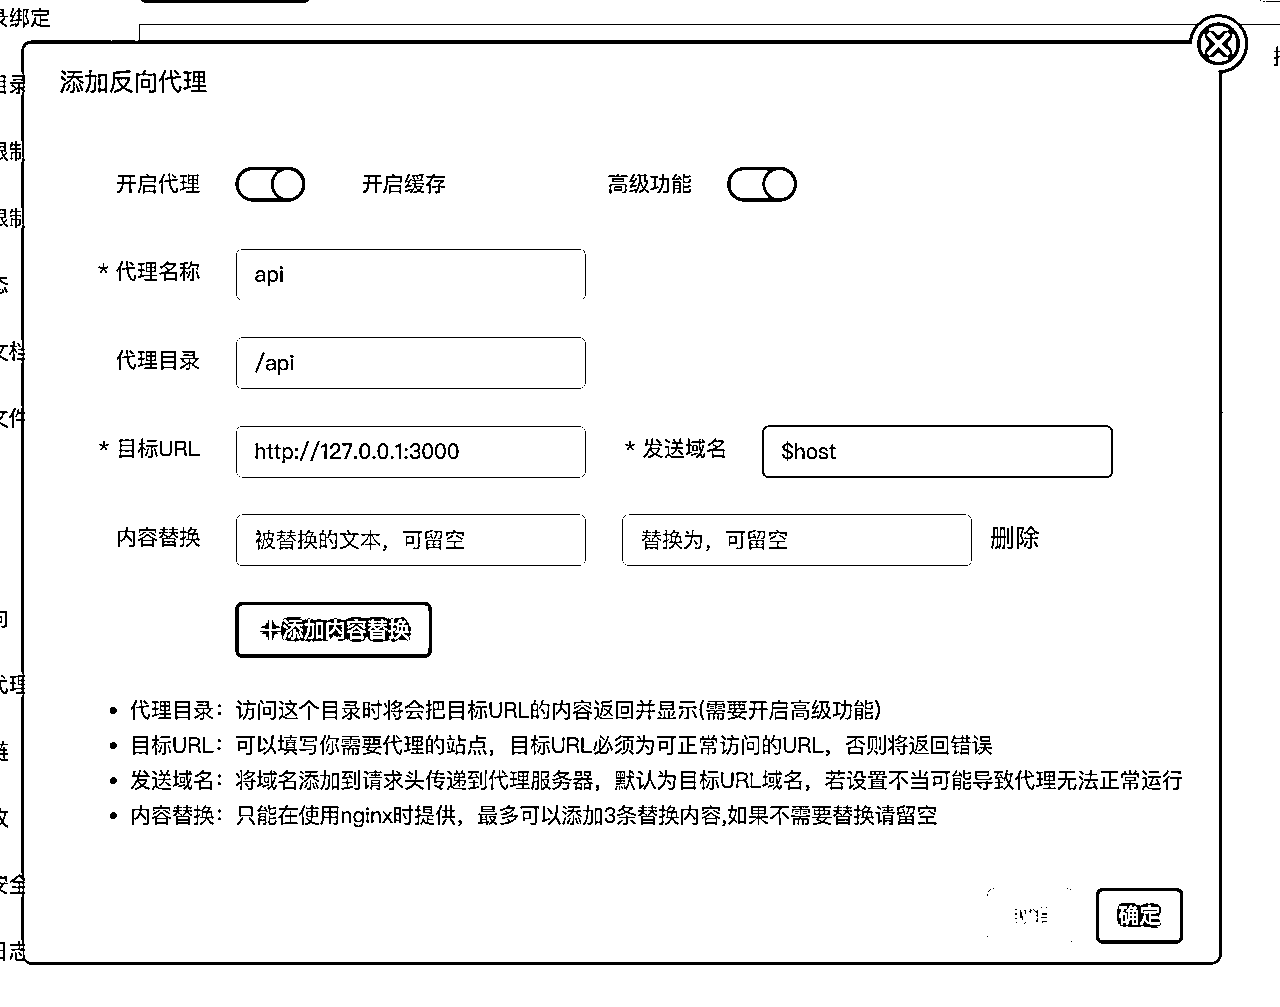 录绑定
添加反向代理
目录
限制
限制
态
文档
文件
代理
链
安全
日志
开启代理
开启缓存
高级功能
* 代理名称
api
代理目录
/api
* 目标URL
http://127.0.0.1:3000
* 发送域名
$host
内容替换
被替换的文本，可留空
替换为，可留空
删除
添加内容替换
• 代理目录：访问这个目录时将会把目标URL的内容返回并显示(需要开启高级功能)
• 目标URL：可以填写你需要代理的站点，目标URL必须为可正常访问的URL，否则将返回错误
• 发送域名：将域名添加到请求头传递到代理服务器，默认为目标URL域名，若设置不当可能导致代理无法正常运行
• 内容替换：只能在使用nginx时提供，最多可以添加3条替换内容,如果不需要替换请留空
确定